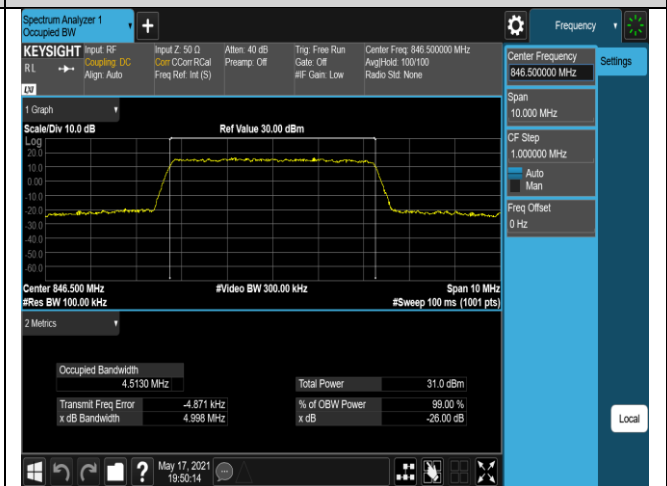 Spectrum Analyzer 1
Occupied BW
+
Frequency
KEYSIGHT
RL
LXI
Input: RF
Coupling: DC
Align: Auto
Input Z: 50 Ω
Corr CCorr RCal
Freq Ref: Int (S)
Atten: 40 dB
Preamp: Off
Trig: Free Run
Gate: Off
#IF Gain: Low
Center Freq: 846.500000 MHz
Avg|Hold: 100/100
Radio Std: None
Center Frequency
846.500000 MHz
Settings
Span
10.000 MHz
CF Step
1.000000 MHz
Auto
Man
Freq Offset
0 Hz
1 Graph
Scale/Div 10.0 dB
Ref Value 30.00 dBm
Log
20.0
10.0
0.00
-10.0
-20.0
-30.0
-40.0
-50.0
-60.0
Center 846.500 MHz
#Video BW 300.00 kHz
Span 10 MHz
#Res BW 100.00 kHz
#Sweep 100 ms (1001 pts)
2 Metrics
Occupied Bandwidth
4.5130 MHz
Total Power
31.0 dBm
Transmit Freq Error
-4.871 kHz
% of OBW Power
99.00 %
x dB Bandwidth
4.998 MHz
x dB
-26.00 dB
Local
?
May 17, 2021
19:50:14